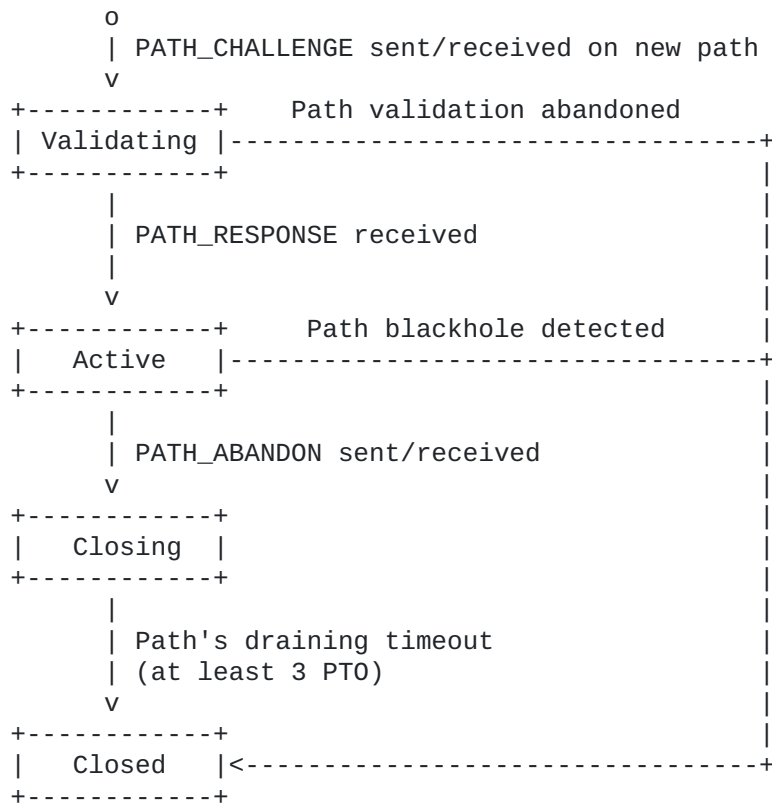 o
| PATH_CHALLENGE sent/received on new path
v
+------------+    Path validation abandoned
| Validating |----------------------------------+
+------------+                                  |
      |                                         |
      | PATH_RESPONSE received                  |
      |                                         |
      v                                         |
+------------+     Path blackhole detected      |
|   Active   |----------------------------------+
+------------+                                  |
      |                                         |
      | PATH_ABANDON sent/received              |
      v                                         |
+------------+                                  |
|   Closing  |                                  |
+------------+                                  |
      |                                         |
      | Path's draining timeout                 |
      | (at least 3 PTO)                        |
      v                                         |
+------------+                                  |
|   Closed   |<---------------------------------+
+------------+